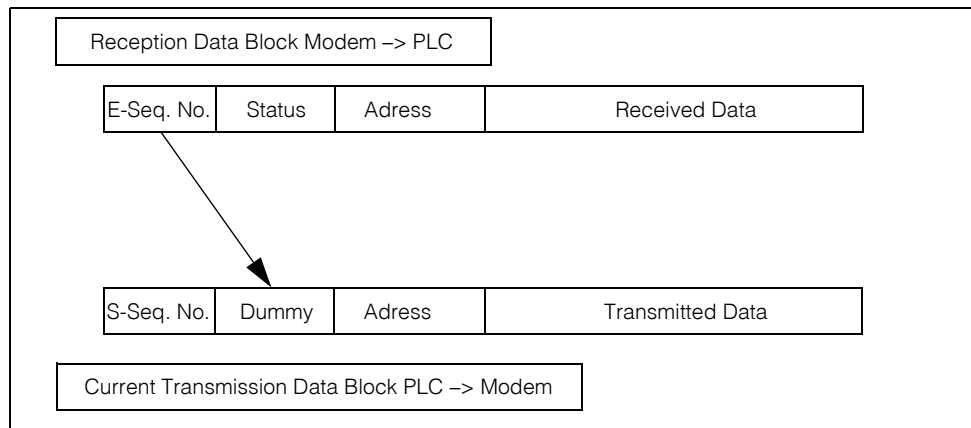 Reception Data Block Modem –> PLC
E-Seq. No. Status Adress Received Data
S-Seq. No. Dummy Adress Transmitted Data
Current Transmission Data Block PLC –> Modem